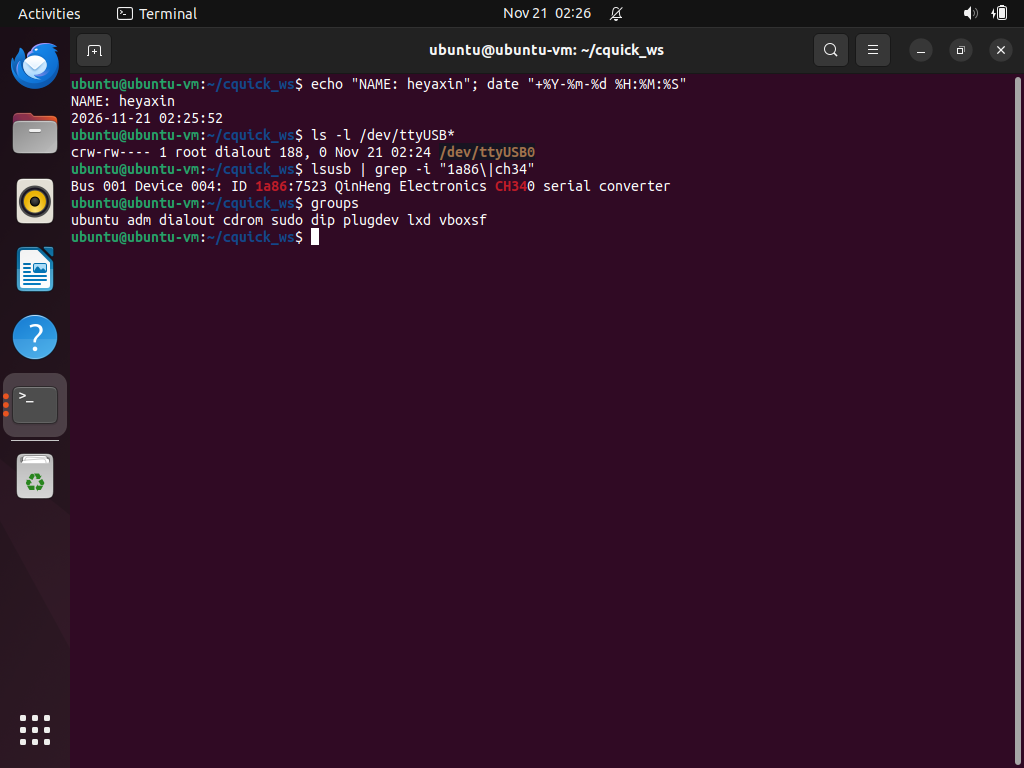 Activities Terminal Nov 21 02:26
ubuntu@ubuntu-vm: ~/cquick_ws
ubuntu@ubuntu-vm:~/cquick_ws$ echo "NAME: heyaxin"; date "+%Y-%m-%d %H:%M:%S"
NAME: heyaxin
2026-11-21 02:25:52
ubuntu@ubuntu-vm:~/cquick_ws$ ls -l /dev/ttyUSB*
crw-rw---- 1 root dialout 188, 0 Nov 21 02:24 /dev/ttyUSB0
ubuntu@ubuntu-vm:~/cquick_ws$ lsusb | grep -i "1a86\|ch34"
Bus 001 Device 004: ID 1a86:7523 QinHeng Electronics CH340 serial converter
ubuntu@ubuntu-vm:~/cquick_ws$ groups
ubuntu adm dialout cdrom sudo dip plugdev lxd vboxsf
ubuntu@ubuntu-vm:~/cquick_ws$